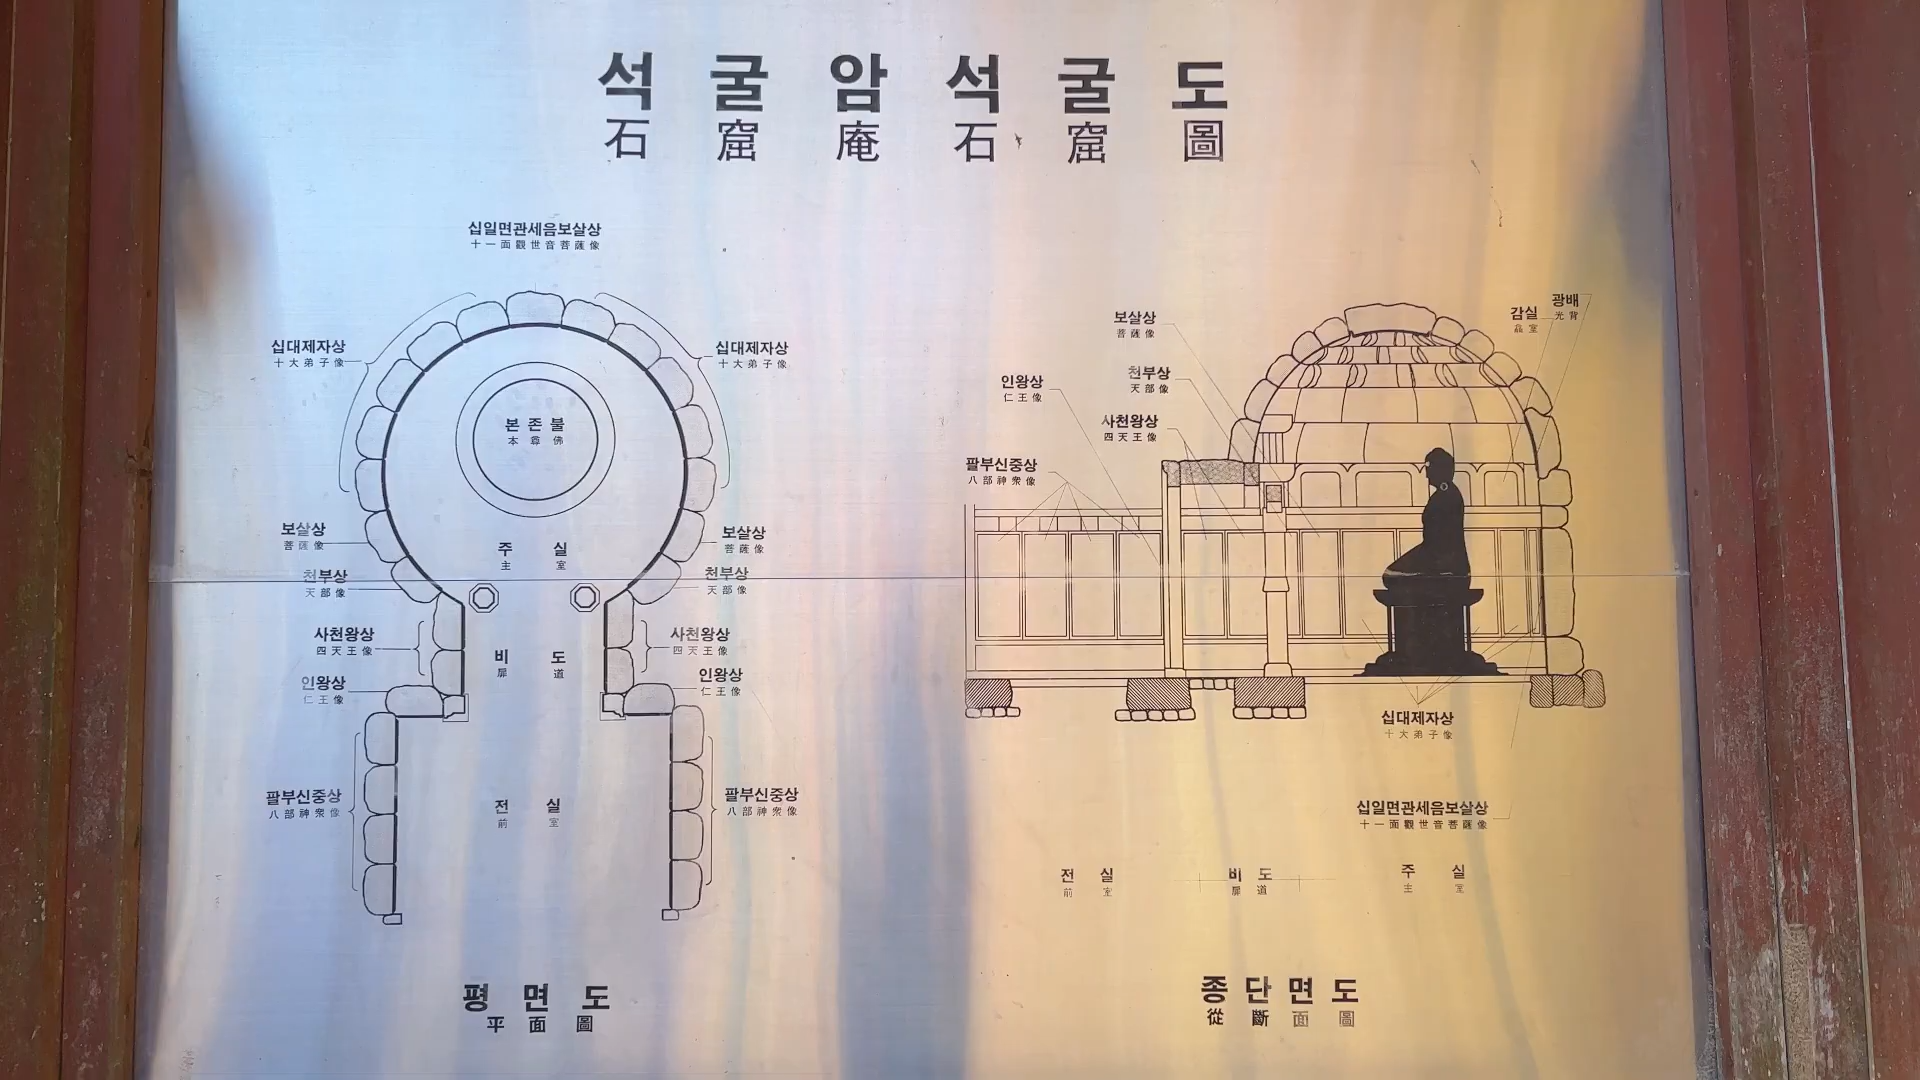 석굴암석굴도
石窟庵石窟圖
십일면관세음보살상
十一面觀世音菩薩像
십대제자상
十大弟子像
십대제자상
十大弟子像
본존불
本尊佛
보살상
菩薩像
보살상
菩薩像
주실
主室
천부상
天部像
천부상
天部像
사천왕상
四天王像
사천왕상
四天王像
비도
扉道
인왕상
仁王像
인왕상
仁王像
팔부신중상
八部神衆像
팔부신중상
八部神衆像
전실
前室
평면도
平面圖
광배
光背
감실
龕室
보살상
菩薩像
천부상
天部像
인왕상
仁王像
사천왕상
四天王像
팔부신중상
八部神衆像
십대제자상
十大弟子像
십일면관세음보살상
十一面觀世音菩薩像
전실
前室
비도
扉道
주실
主室
종단면도
從斷面圖